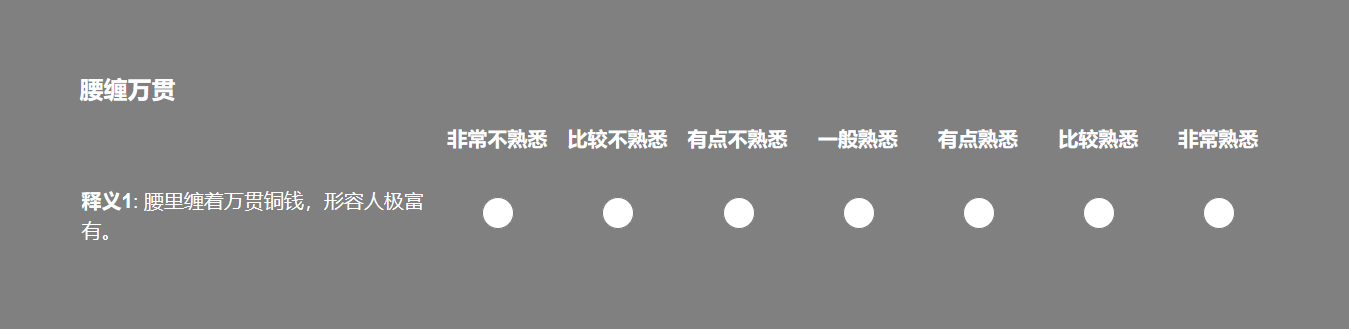 腰缠万贯
非常不熟悉 比较不熟悉 有点不熟悉 一般熟悉 有点熟悉 比较熟悉 非常熟悉
释义1: 腰里缠着万贯铜钱，形容人极富
有。